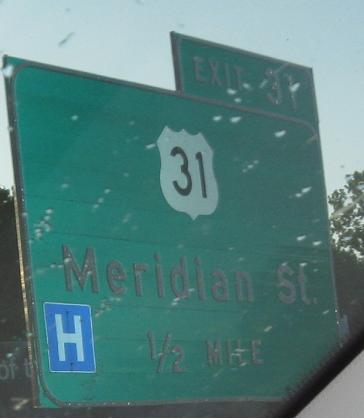 EXIT 31
31
Meridian St.
H
1/2 MILE